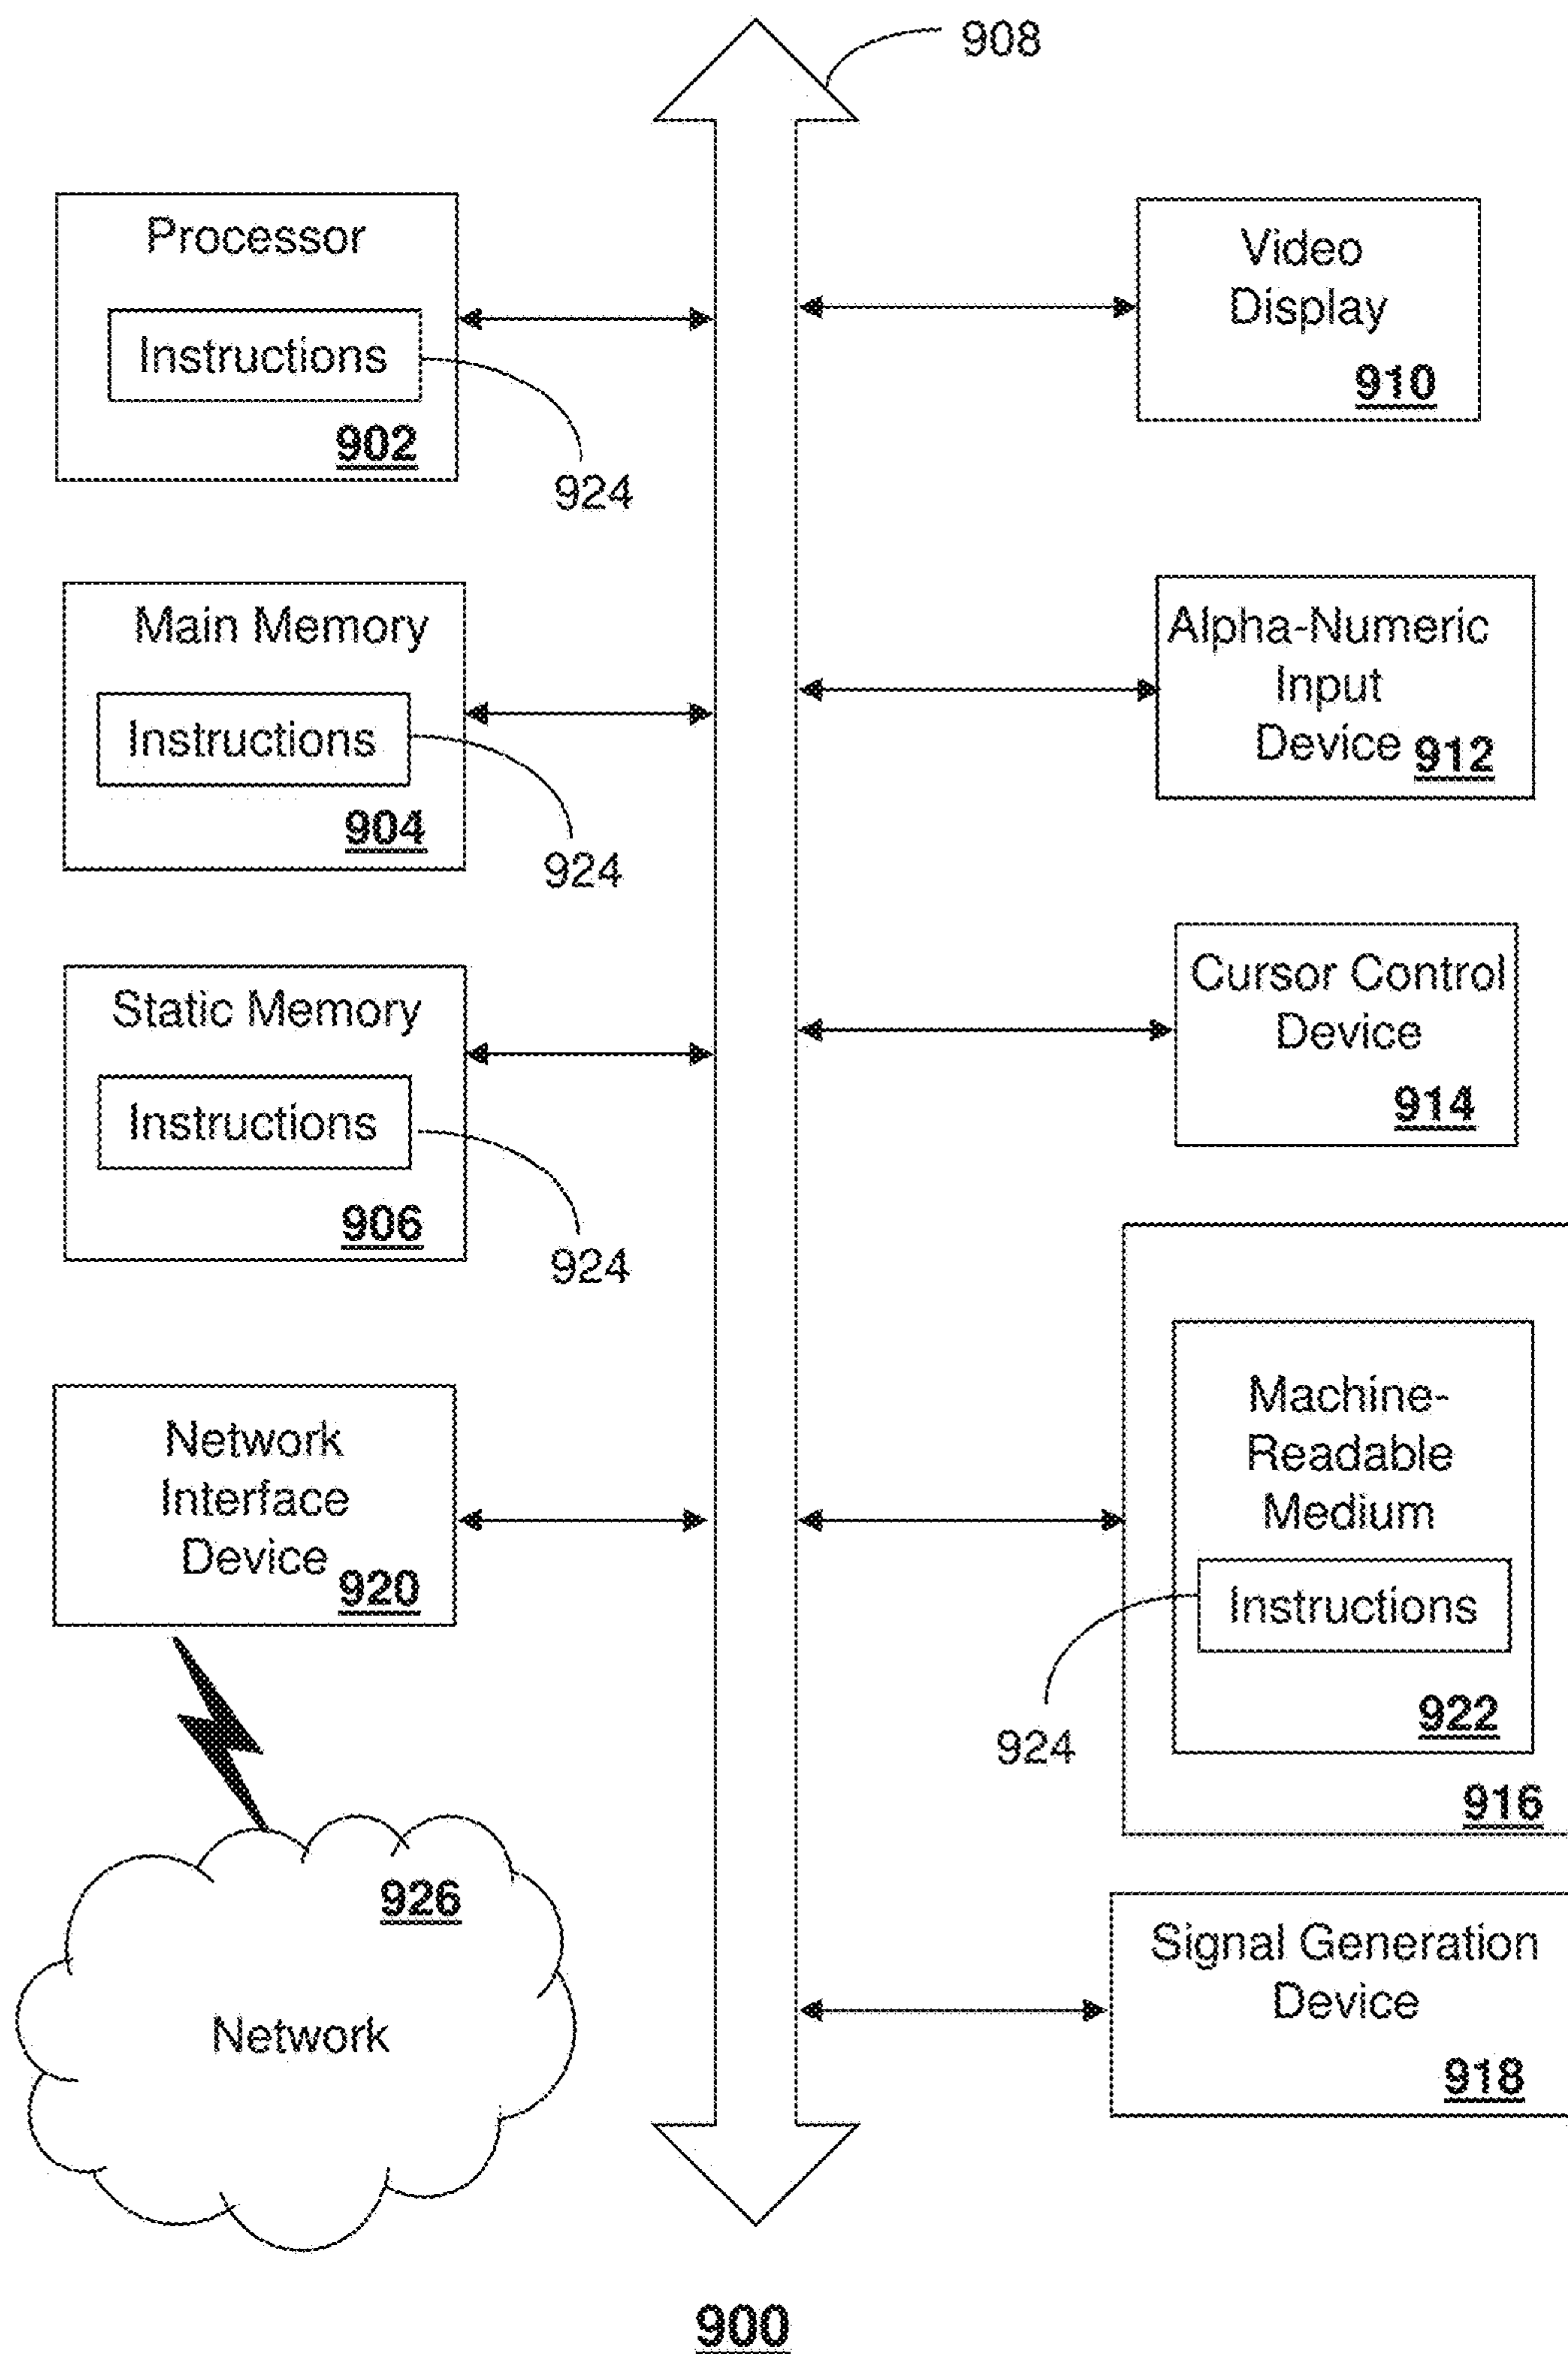 908
Processor
Instructions
902
924
Video
Display
910
Main Memory
Instructions
904
924
Alpha-Numeric
Input
Device 912
Static Memory
Instructions
906
924
Cursor Control
Device
914
Network
Interface
Device 920
Machine-
Readable
Medium
Instructions
924
922
916
926
Network
Signal Generation
Device
918
900